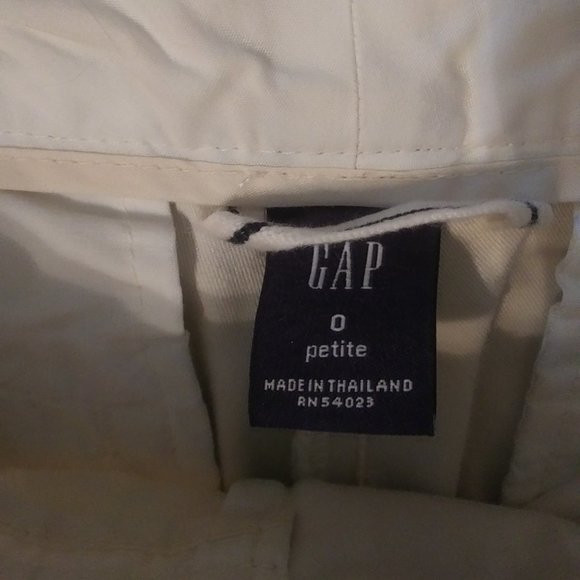 GAP
0
petite
MADE IN THAILAND
RN54023